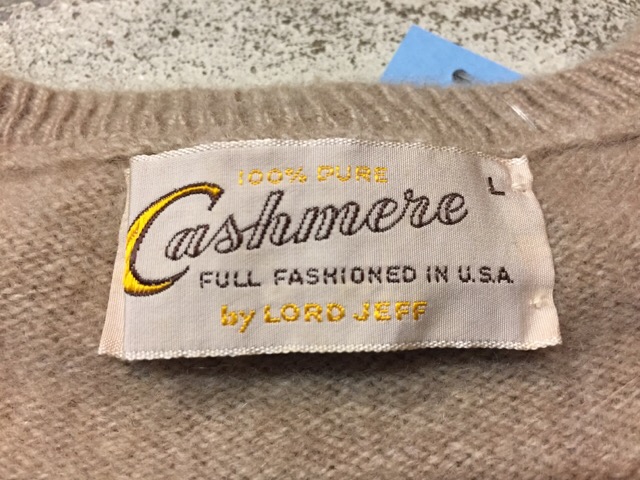 100% PURE
L
Cashmere
FULL FASHIONED IN U.S.A.
by LORD JEFF